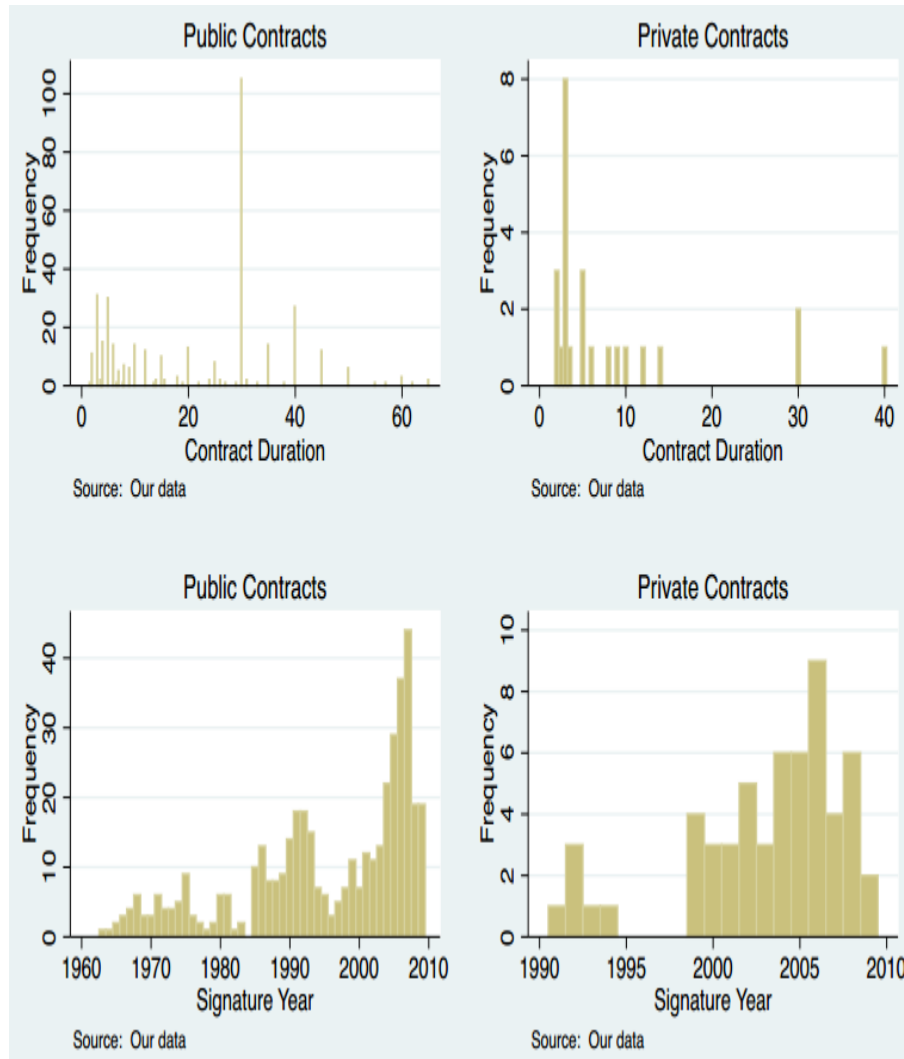 Public Contracts
Frequency
0 20 40 60 80 100
0 20 40 60
Contract Duration
Source: Our data
Private Contracts
Frequency
0 2 4 6 8
0 10 20 30 40
Contract Duration
Source: Our data
Public Contracts
Frequency
0 10 20 30 40
1960 1970 1980 1990 2000 2010
Signature Year
Source: Our data
Private Contracts
Frequency
0 2 4 6 8 10
1990 1995 2000 2005 2010
Signature Year
Source: Our data